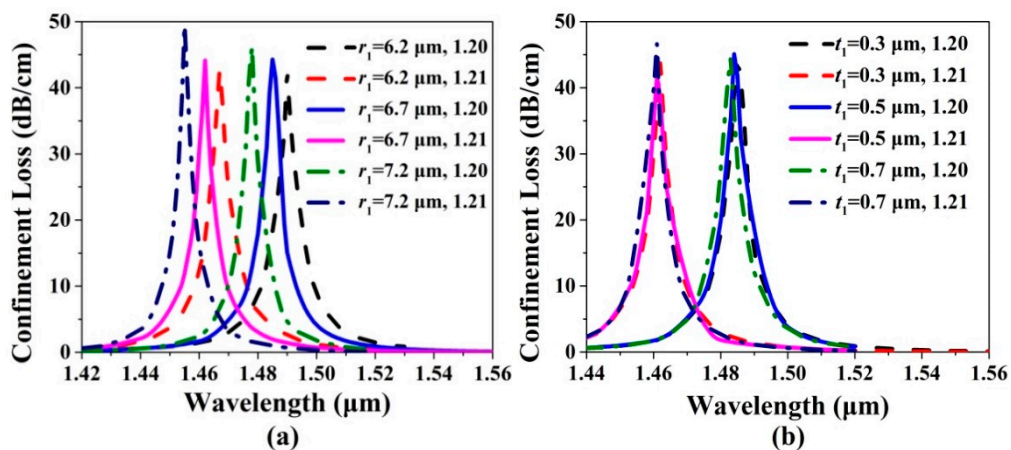 Confinement Loss (dB/cm)
50
40
30
20
10
0
r1=6.2 μm, 1.20
r1=6.2 μm, 1.21
r1=6.7 μm, 1.20
r1=6.7 μm, 1.21
r1=7.2 μm, 1.20
r1=7.2 μm, 1.21
1.42 1.44 1.46 1.48 1.50 1.52 1.54 1.56
Wavelength (μm)
(a)
Confinement Loss (dB/cm)
50
40
30
20
10
0
t1=0.3 μm, 1.20
t1=0.3 μm, 1.21
t1=0.5 μm, 1.20
t1=0.5 μm, 1.21
t1=0.7 μm, 1.20
t1=0.7 μm, 1.21
1.44 1.46 1.48 1.50 1.52 1.54 1.56
Wavelength (μm)
(b)